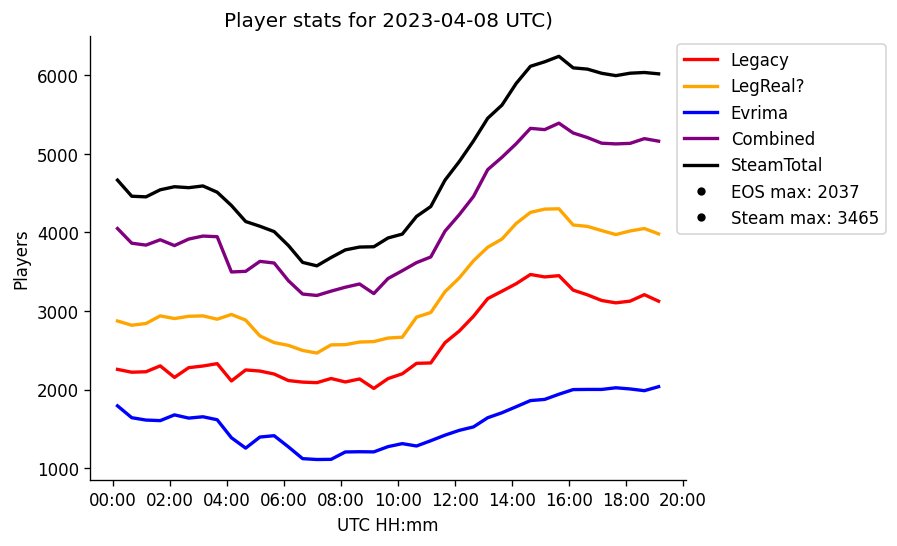 Player stats for 2023-04-08 UTC)
Legacy
LegReal?
Evrima
Combined
SteamTotal
EOS max: 2037
Steam max: 3465
Players
6000
5000
4000
3000
2000
1000
00:00 02:00 04:00 06:00 08:00 10:00 12:00 14:00 16:00 18:00 20:00
UTC HH:mm